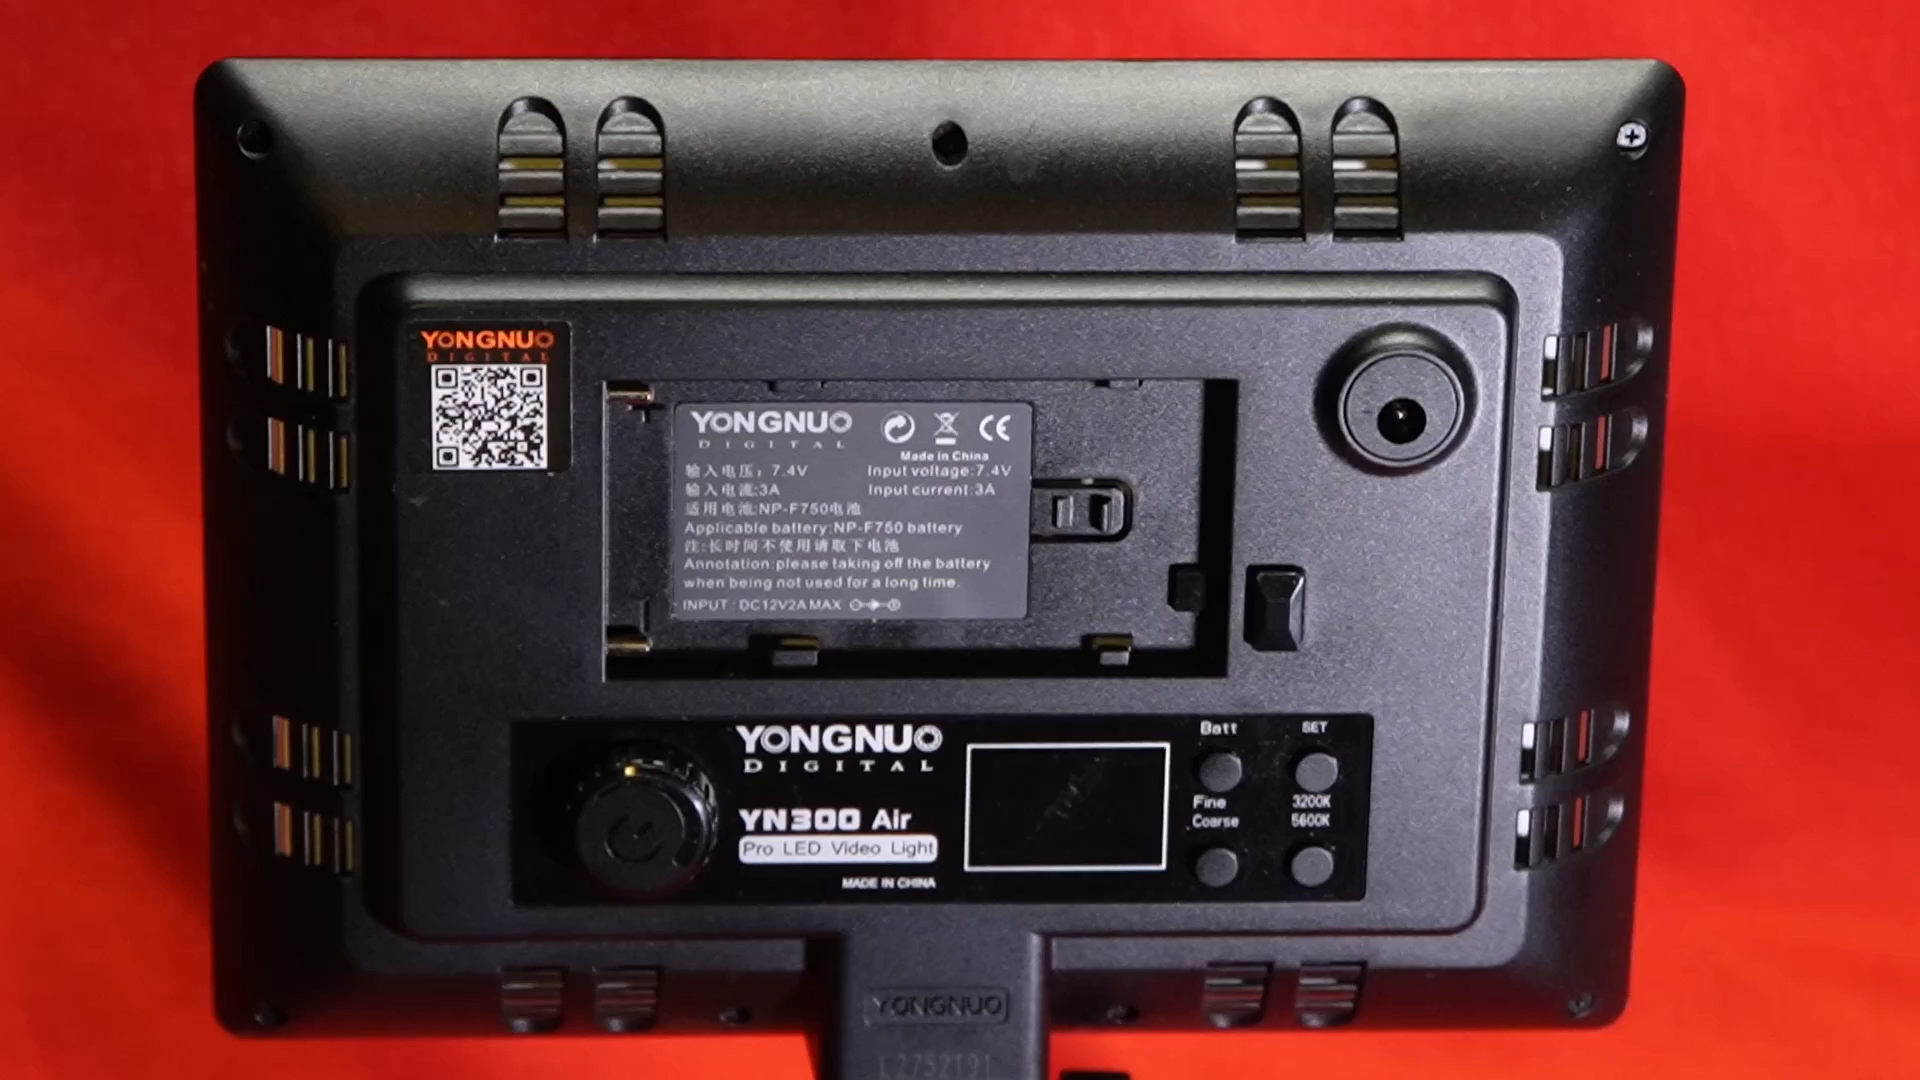 YONGNUO
DIGITAL
YONGNUO
DIGITAL
CE
Made in China
输入电压：7.4V Input voltage:7.4V
输入电流:3A Input current:3A
适用电池:NP-F750电池
Applicable battery:NP-F750 battery
注:长时间不使用请取下电池
Annotation:please taking off the battery
when being not used for a long time.
INPUT : DC12V2A MAX
YONGNUO
DIGITAL
YN300 Air
Pro LED Video Light
MADE IN CHINA
Batt SET
Fine 3200K
Coarse 5600K
YONGNUO
L2752191